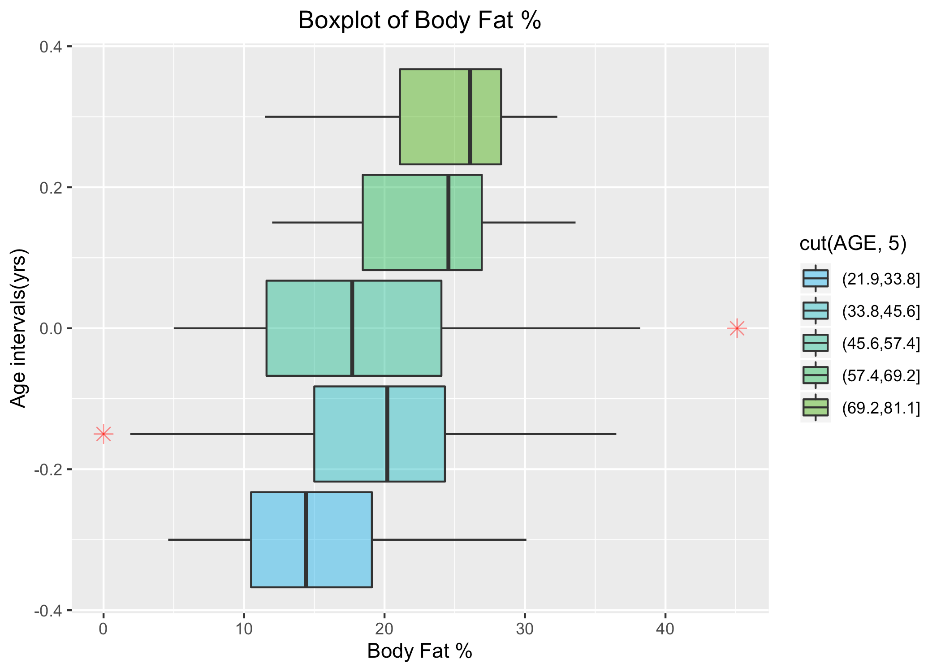 Boxplot of Body Fat %
0.4
0.2
0.0
-0.2
-0.4
Age intervals(yrs)
0 10 20 30 40
Body Fat %
cut(AGE, 5)
(21.9,33.8]
(33.8,45.6]
(45.6,57.4]
(57.4,69.2]
(69.2,81.1]